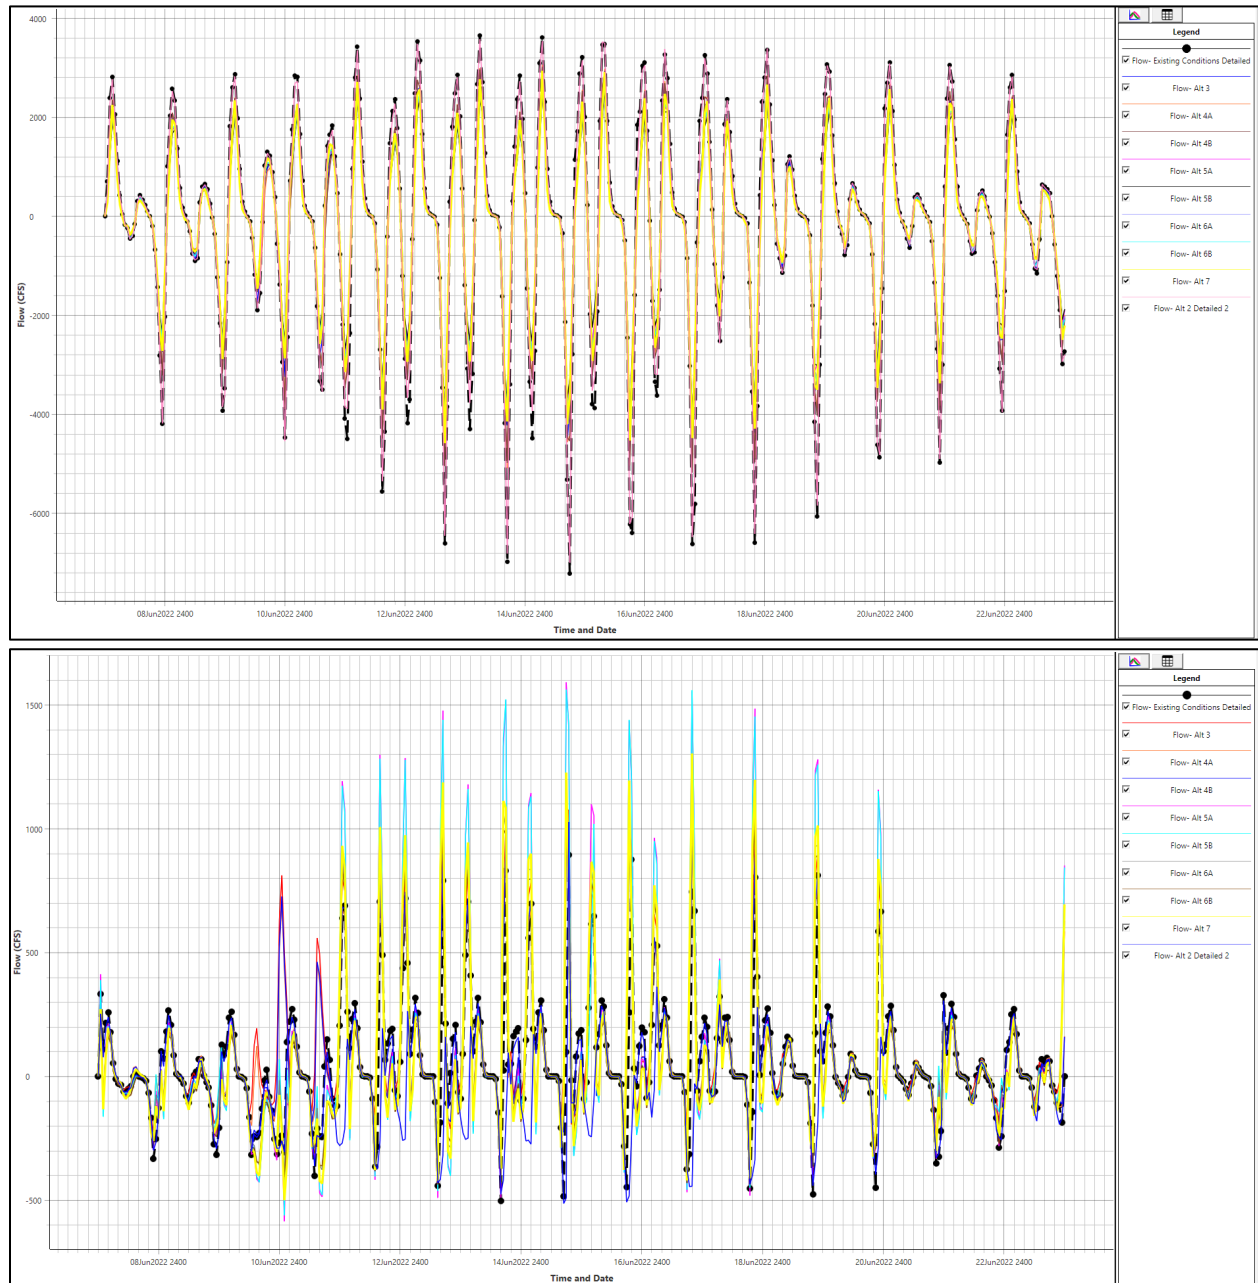 Legend
Flow- Existing Conditions Detailed
Flow- Alt 3
Flow- Alt 4A
Flow- Alt 4B
Flow- Alt 5A
Flow- Alt 5B
Flow- Alt 6A
Flow- Alt 6B
Flow- Alt 7
Flow- Alt 2 Detailed 2
4000
2000
0
-2000
-4000
-6000
Flow (CFS)
08Jun2022 2400 10Jun2022 2400 12Jun2022 2400 14Jun2022 2400 16Jun2022 2400 18Jun2022 2400 20Jun2022 2400 22Jun2022 2400
Time and Date
Legend
Flow- Existing Conditions Detailed
Flow- Alt 3
Flow- Alt 4A
Flow- Alt 4B
Flow- Alt 5A
Flow- Alt 5B
Flow- Alt 6A
Flow- Alt 6B
Flow- Alt 7
Flow- Alt 2 Detailed 2
1500
1000
500
0
-500
Flow (CFS)
08Jun2022 2400 10Jun2022 2400 12Jun2022 2400 14Jun2022 2400 16Jun2022 2400 18Jun2022 2400 20Jun2022 2400 22Jun2022 2400
Time and Date